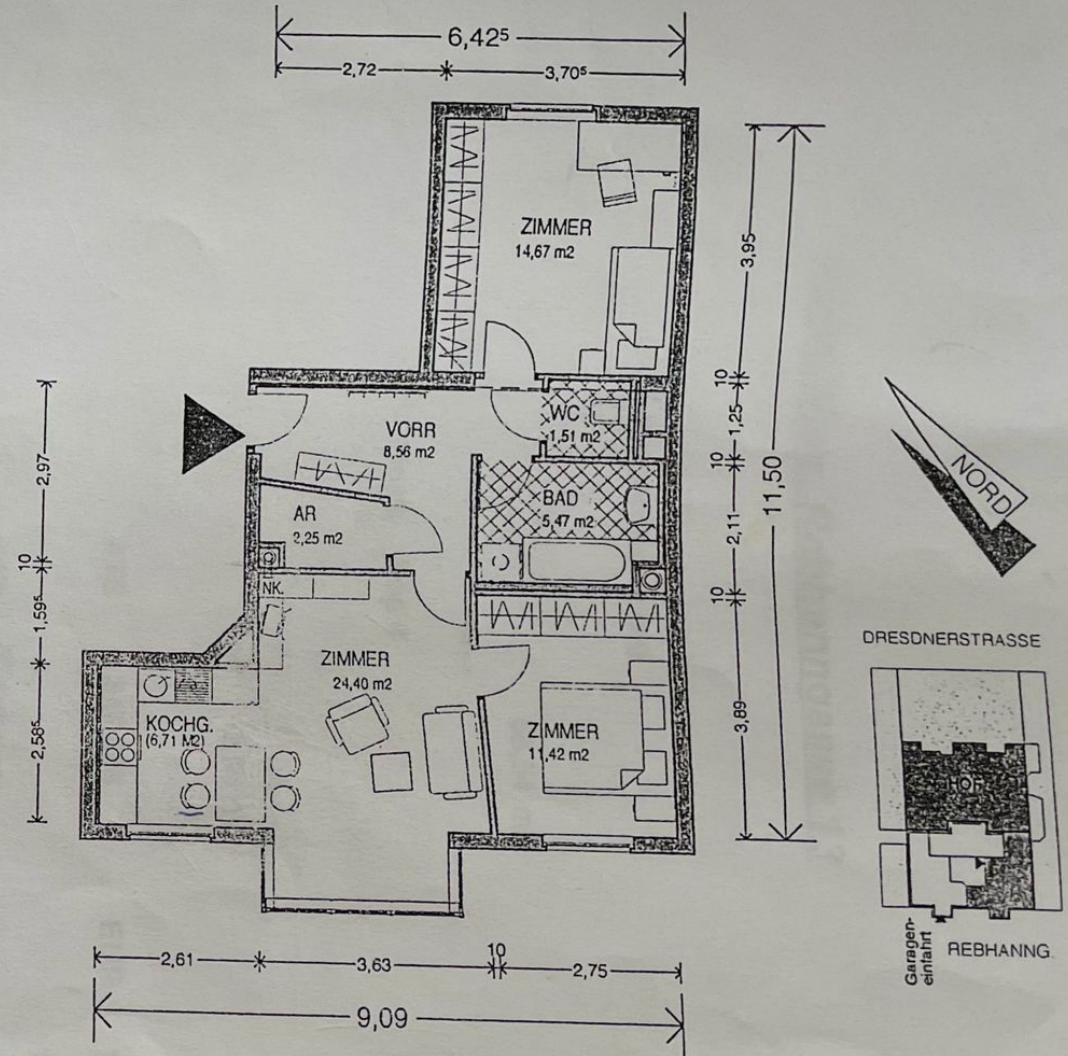 6,42⁵
2,72
3,70⁵
ZIMMER
14,67 m2
3,95
10
1,25
10
2,11
10
3,89
11,50
WC
1,51 m2
VORR
8,56 m2
BAD
5,47 m2
AR
2,25 m2
NK.
2,97
10
1,59⁵
2,58⁵
ZIMMER
24,40 m2
KOCHG.
(6,71 M2)
ZIMMER
11,42 m2
NORD
DRESDNERSTRASSE
HOF
Garagen-
einfahrt
REBHANNG.
2,61
3,63
10
2,75
9,09